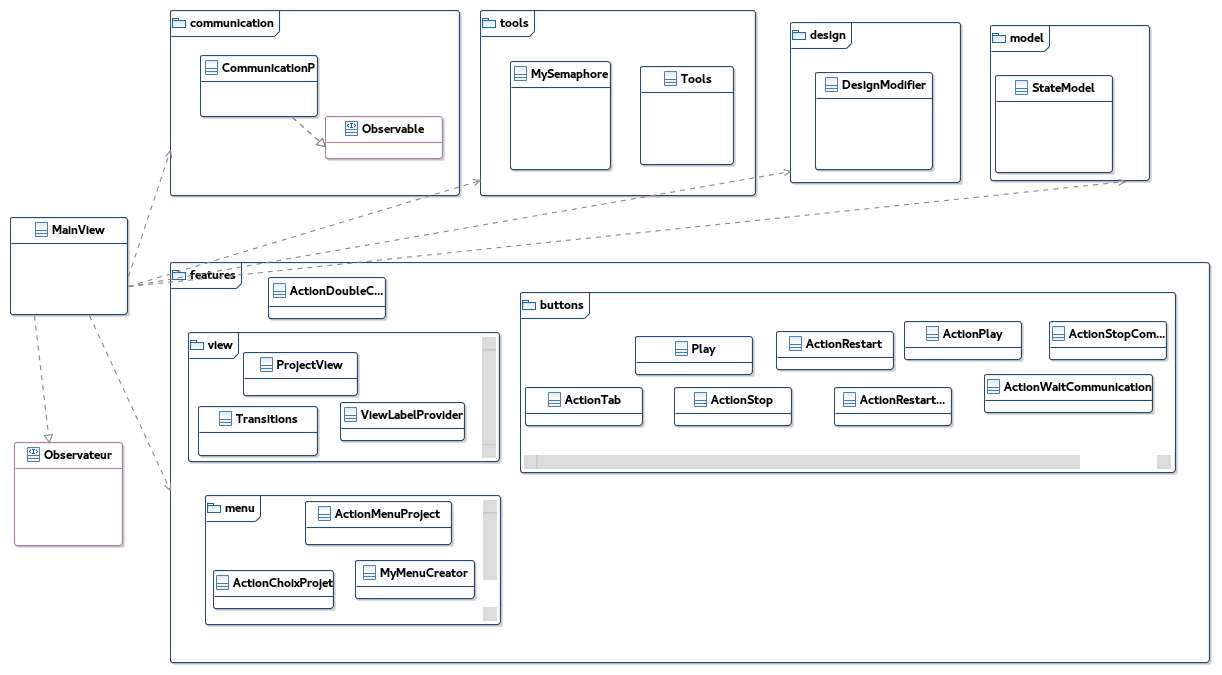 communication
CommunicationP
Observable
tools
MySemaphore
Tools
design
DesignModifier
model
StateModel
MainView
Observateur
features
ActionDoubleC...
view
ProjectView
Transitions
ViewLabelProvider
menu
ActionMenuProject
ActionChoixProjet
MyMenuCreator
buttons
Play
ActionRestart
ActionPlay
ActionStopCom...
ActionTab
ActionStop
ActionRestart...
ActionWaitCommunication